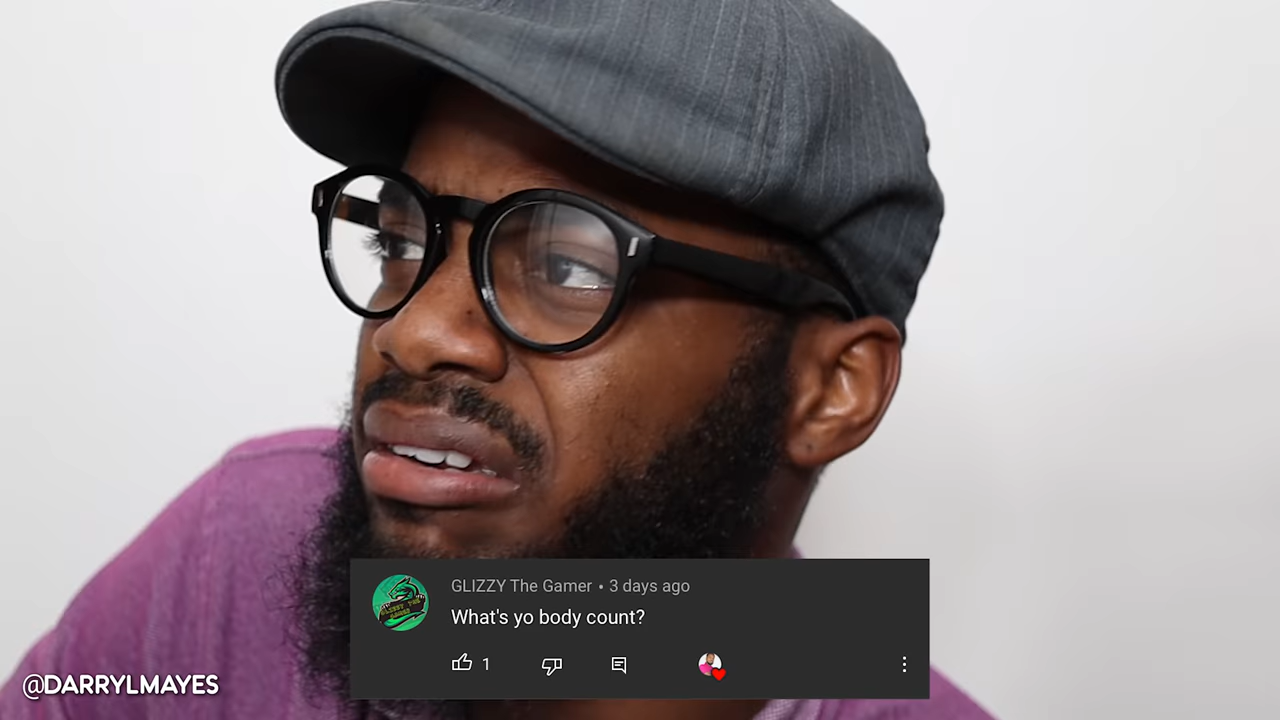 GLIZZY The Gamer • 3 days ago
What's yo body count?
1
@DARRYLMAYES